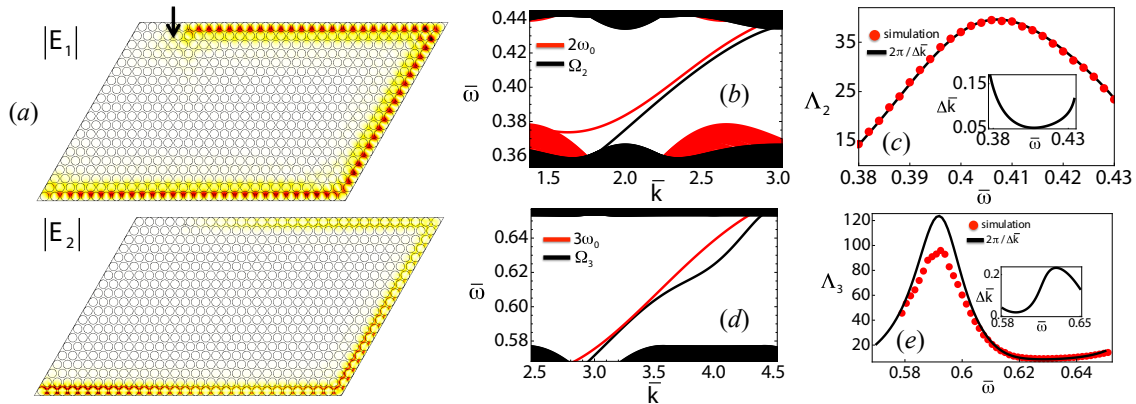 |E₁|
(a)
|E₂|
0.44
0.42
0.40
0.38
0.36
ω̄
2ω₀
Ω₂
(b)
1.5
2.0
2.5
3.0
k̄
35
25
15
Λ₂
simulation
2π/Δk̄
0.15
0.05
Δk̄
0.38
0.43
ω̄
(c)
0.38
0.39
0.40
0.41
0.42
0.43
ω̄
0.64
0.62
0.60
0.58
ω̄
3ω₀
Ω₃
(d)
2.5
3.0
3.5
4.0
4.5
k̄
120
100
80
60
40
20
Λ₃
simulation
2π/Δk̄
0.2
0
Δk̄
0.58
0.65
ω̄
(e)
0.58
0.60
0.62
0.64
ω̄